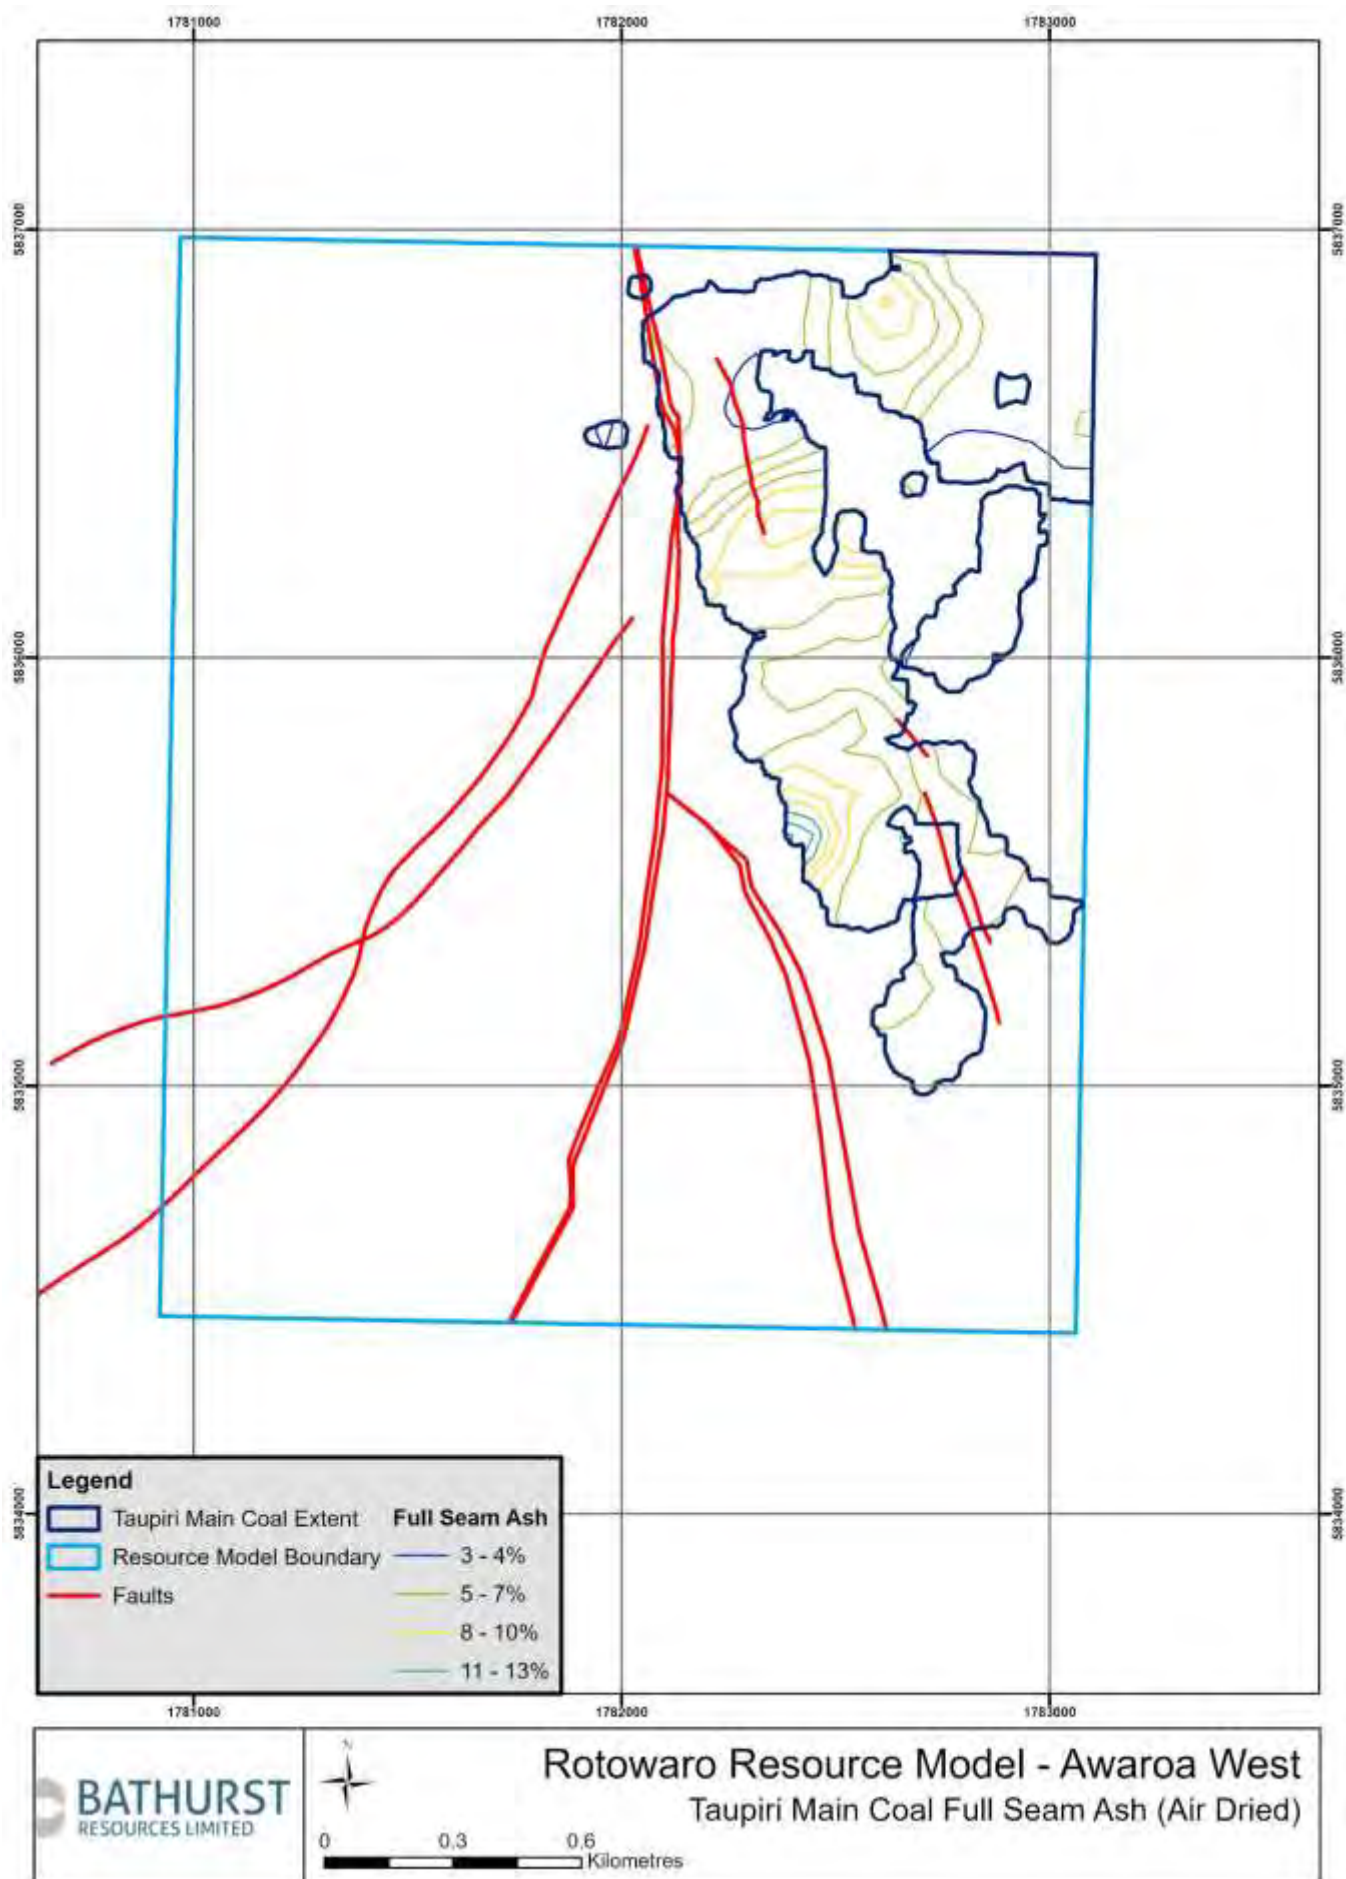 1781000 1782000 1783000
5837000 5837000
5836000 5836000
5835000 5835000
5834000 5834000
Legend
Taupiri Main Coal Extent
Resource Model Boundary
Faults
Full Seam Ash
3 - 4%
5 - 7%
8 - 10%
11 - 13%
1781000 1782000 1783000
BATHURST
RESOURCES LIMITED
N
0 0.3 0.6
Kilometres
Rotowaro Resource Model - Awaroa West
Taupiri Main Coal Full Seam Ash (Air Dried)